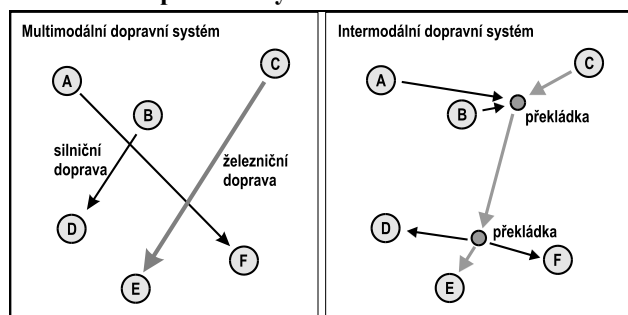 Multimodální dopravní systém
A
C
B
silniční
doprava
železniční
doprava
D
F
E
Intermodální dopravní systém
C
A
B
překládka
D
překládka
F
E